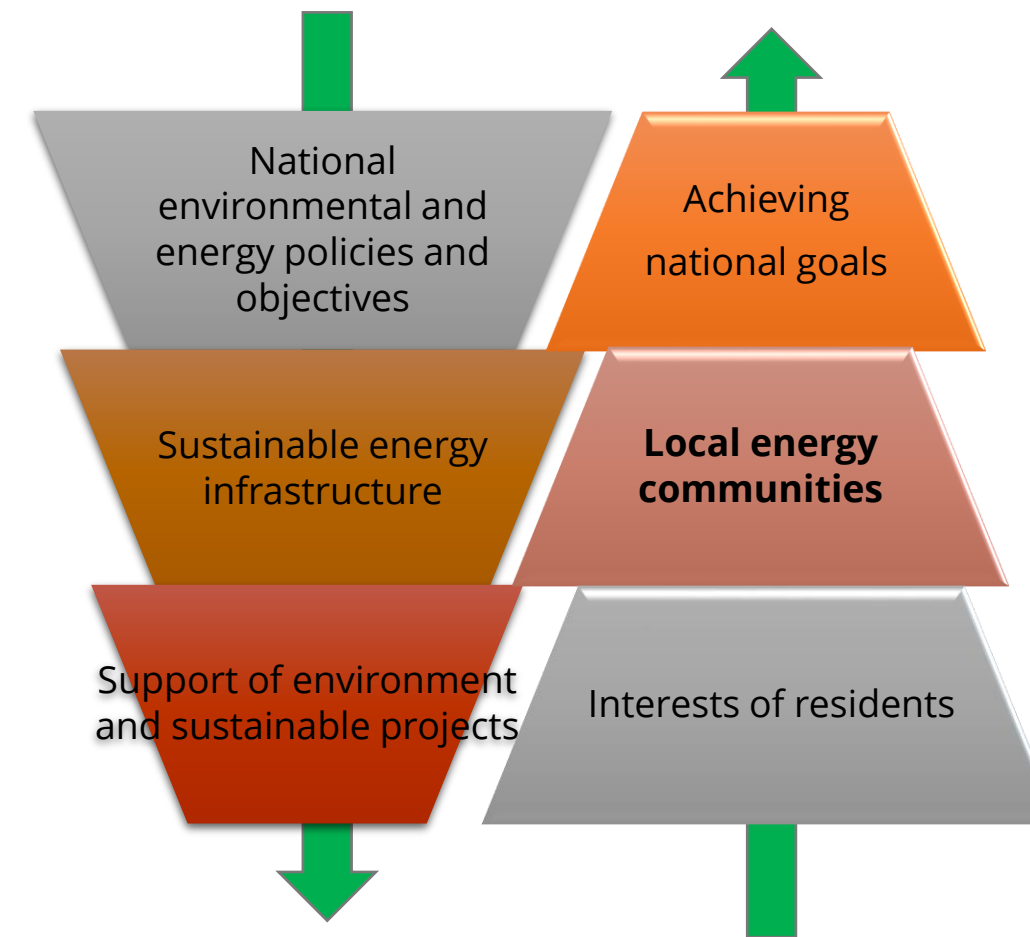 National
environmental and
energy policies and
objectives
Achieving
national goals
Sustainable energy
infrastructure
Local energy
communities
Support of environment
and sustainable projects
Interests of residents